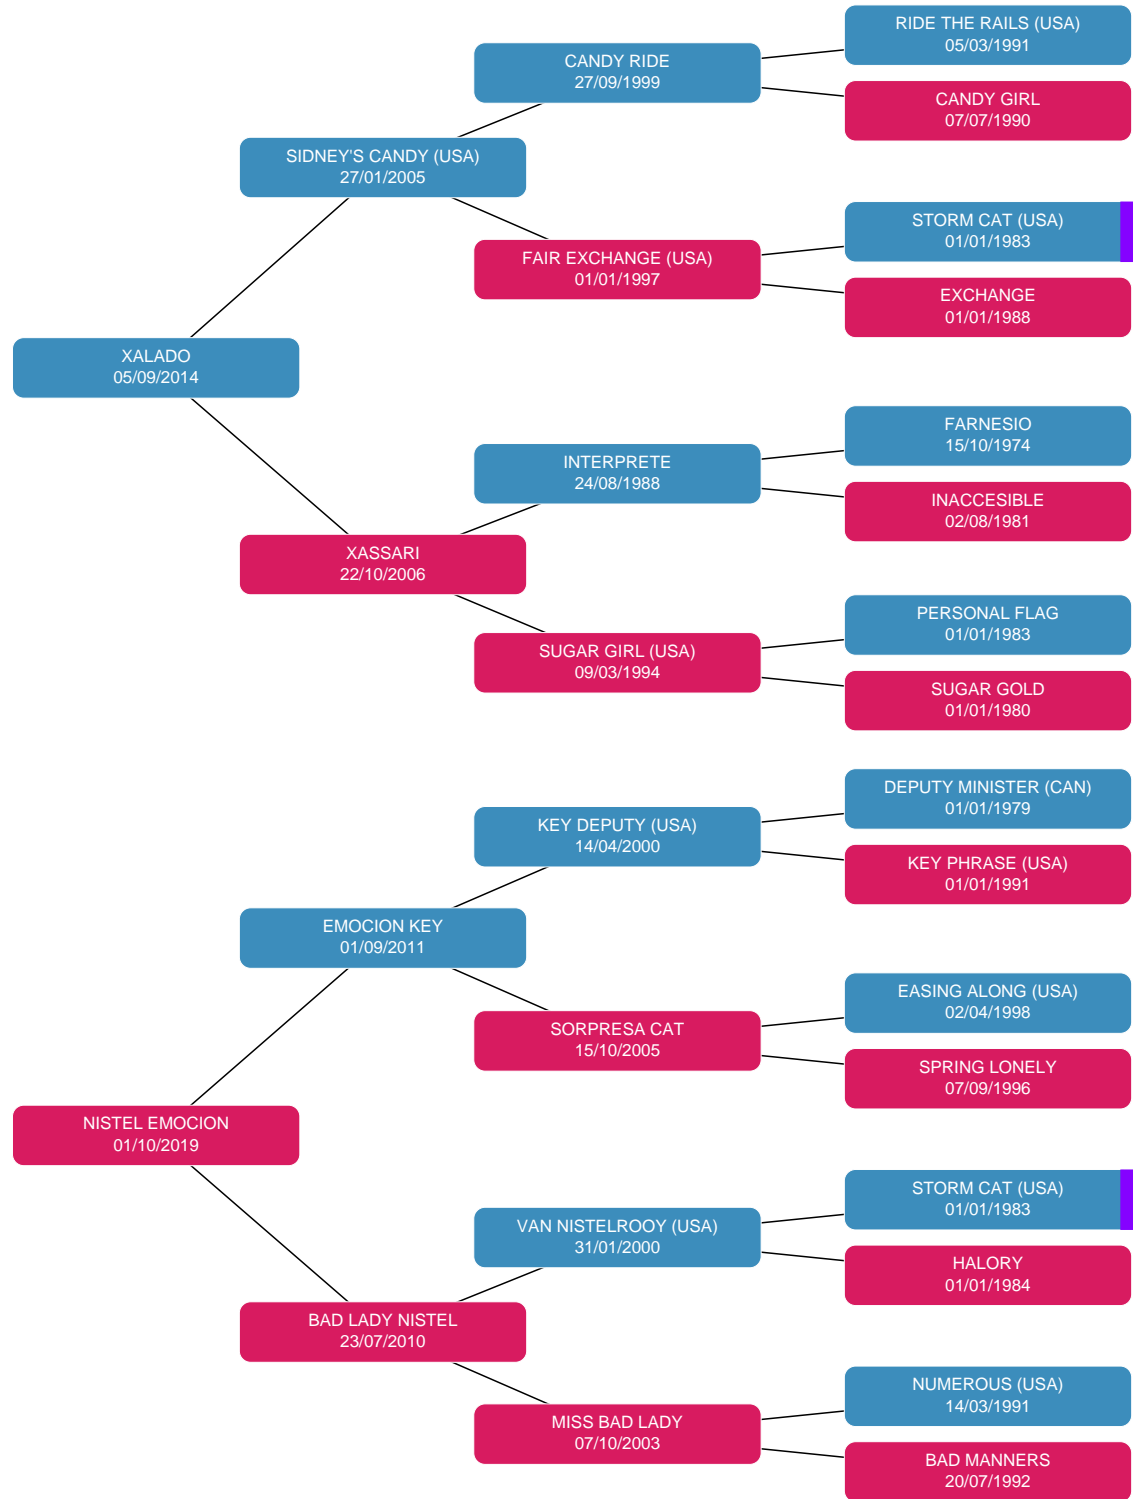 RIDE THE RAILS (USA)
05/03/1991
CANDY RIDE
27/09/1999
CANDY GIRL
07/07/1990
SIDNEY'S CANDY (USA)
27/01/2005
STORM CAT (USA)
01/01/1983
FAIR EXCHANGE (USA)
01/01/1997
EXCHANGE
01/01/1988
XALADO
05/09/2014
FARNESIO
15/10/1974
INTERPRETE
24/08/1988
INACCESIBLE
02/08/1981
XASSARI
22/10/2006
PERSONAL FLAG
01/01/1983
SUGAR GIRL (USA)
09/03/1994
SUGAR GOLD
01/01/1980
DEPUTY MINISTER (CAN)
01/01/1979
KEY DEPUTY (USA)
14/04/2000
KEY PHRASE (USA)
01/01/1991
EMOCION KEY
01/09/2011
EASING ALONG (USA)
02/04/1998
SORPRESA CAT
15/10/2005
SPRING LONELY
07/09/1996
NISTEL EMOCION
01/10/2019
STORM CAT (USA)
01/01/1983
VAN NISTELROOY (USA)
31/01/2000
HALORY
01/01/1984
BAD LADY NISTEL
23/07/2010
NUMEROUS (USA)
14/03/1991
MISS BAD LADY
07/10/2003
BAD MANNERS
20/07/1992